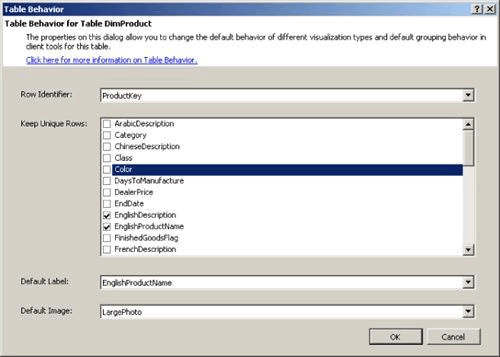 Table Behavior
Table Behavior for Table DimProduct
The properties on this dialog allow you to change the default behavior of different visualization types and default grouping behavior in
client tools for this table.
Click here for more information on Table Behavior.
Row Identifier: ProductKey
Keep Unique Rows: ArabicDescription
Category
ChineseDescription
Class
Color
DaysToManufacture
DealerPrice
EndDate
EnglishDescription
EnglishProductName
FinishedGoodsFlag
FrenchDescription
Default Label: EnglishProductName
Default Image: LargePhoto
OK Cancel